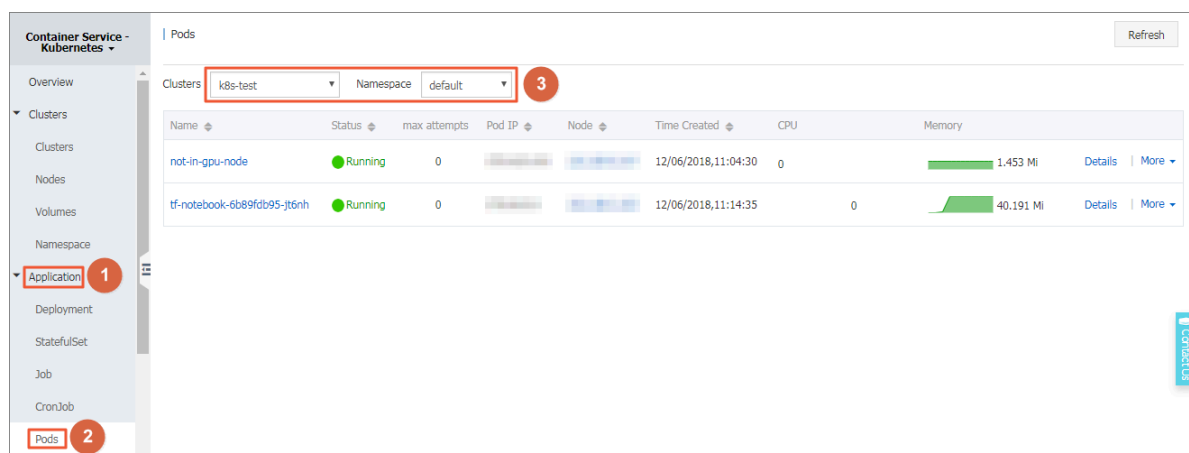 Container Service -
Kubernetes
Overview
Clusters
Clusters
Nodes
Volumes
Namespace
Application 1
Deployment
StatefulSet
Job
CronJob
Pods 2
Pods
Refresh
Clusters k8s-test Namespace default 3
Name Status max attempts Pod IP Node Time Created CPU Memory
not-in-gpu-node Running 0 12/06/2018,11:04:30 0 1.453 Mi Details | More
tf-notebook-6b89fdb95-jt6nh Running 0 12/06/2018,11:14:35 0 40.191 Mi Details | More
Contact Us